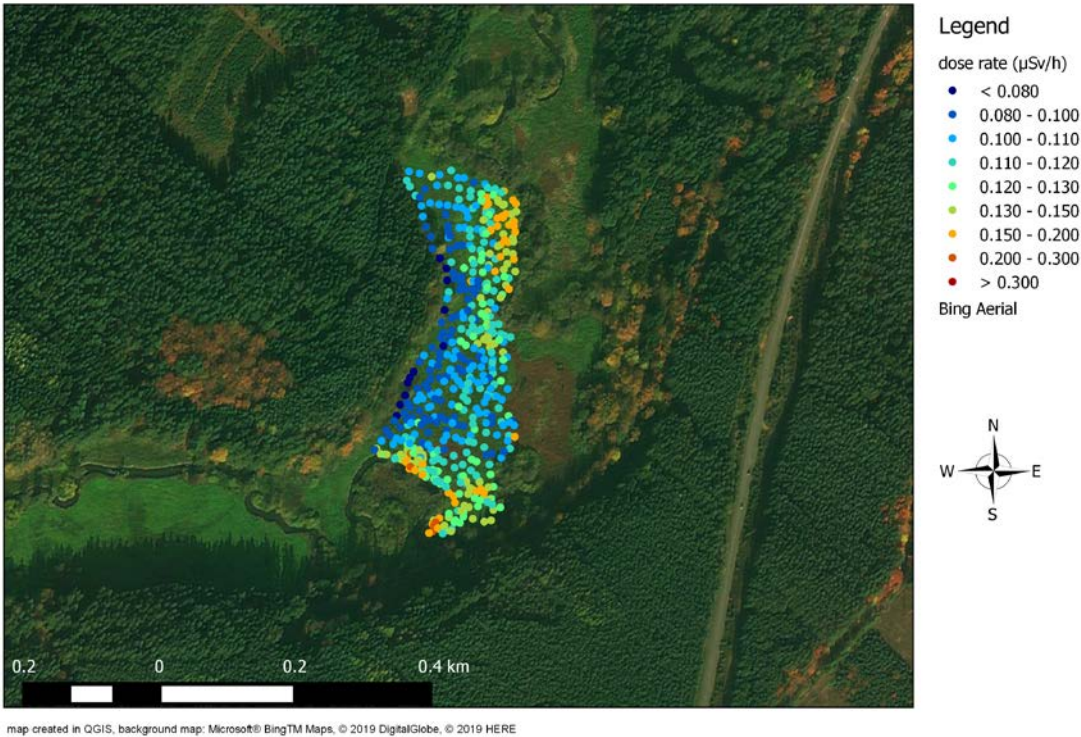 Legend
dose rate (µSv/h)
< 0.080
0.080 - 0.100
0.100 - 0.110
0.110 - 0.120
0.120 - 0.130
0.130 - 0.150
0.150 - 0.200
0.200 - 0.300
> 0.300
Bing Aerial
N
W E
S
0.2 0 0.2 0.4 km
map created in QGIS, background map: Microsoft® BingTM Maps, © 2019 DigitalGlobe, © 2019 HERE